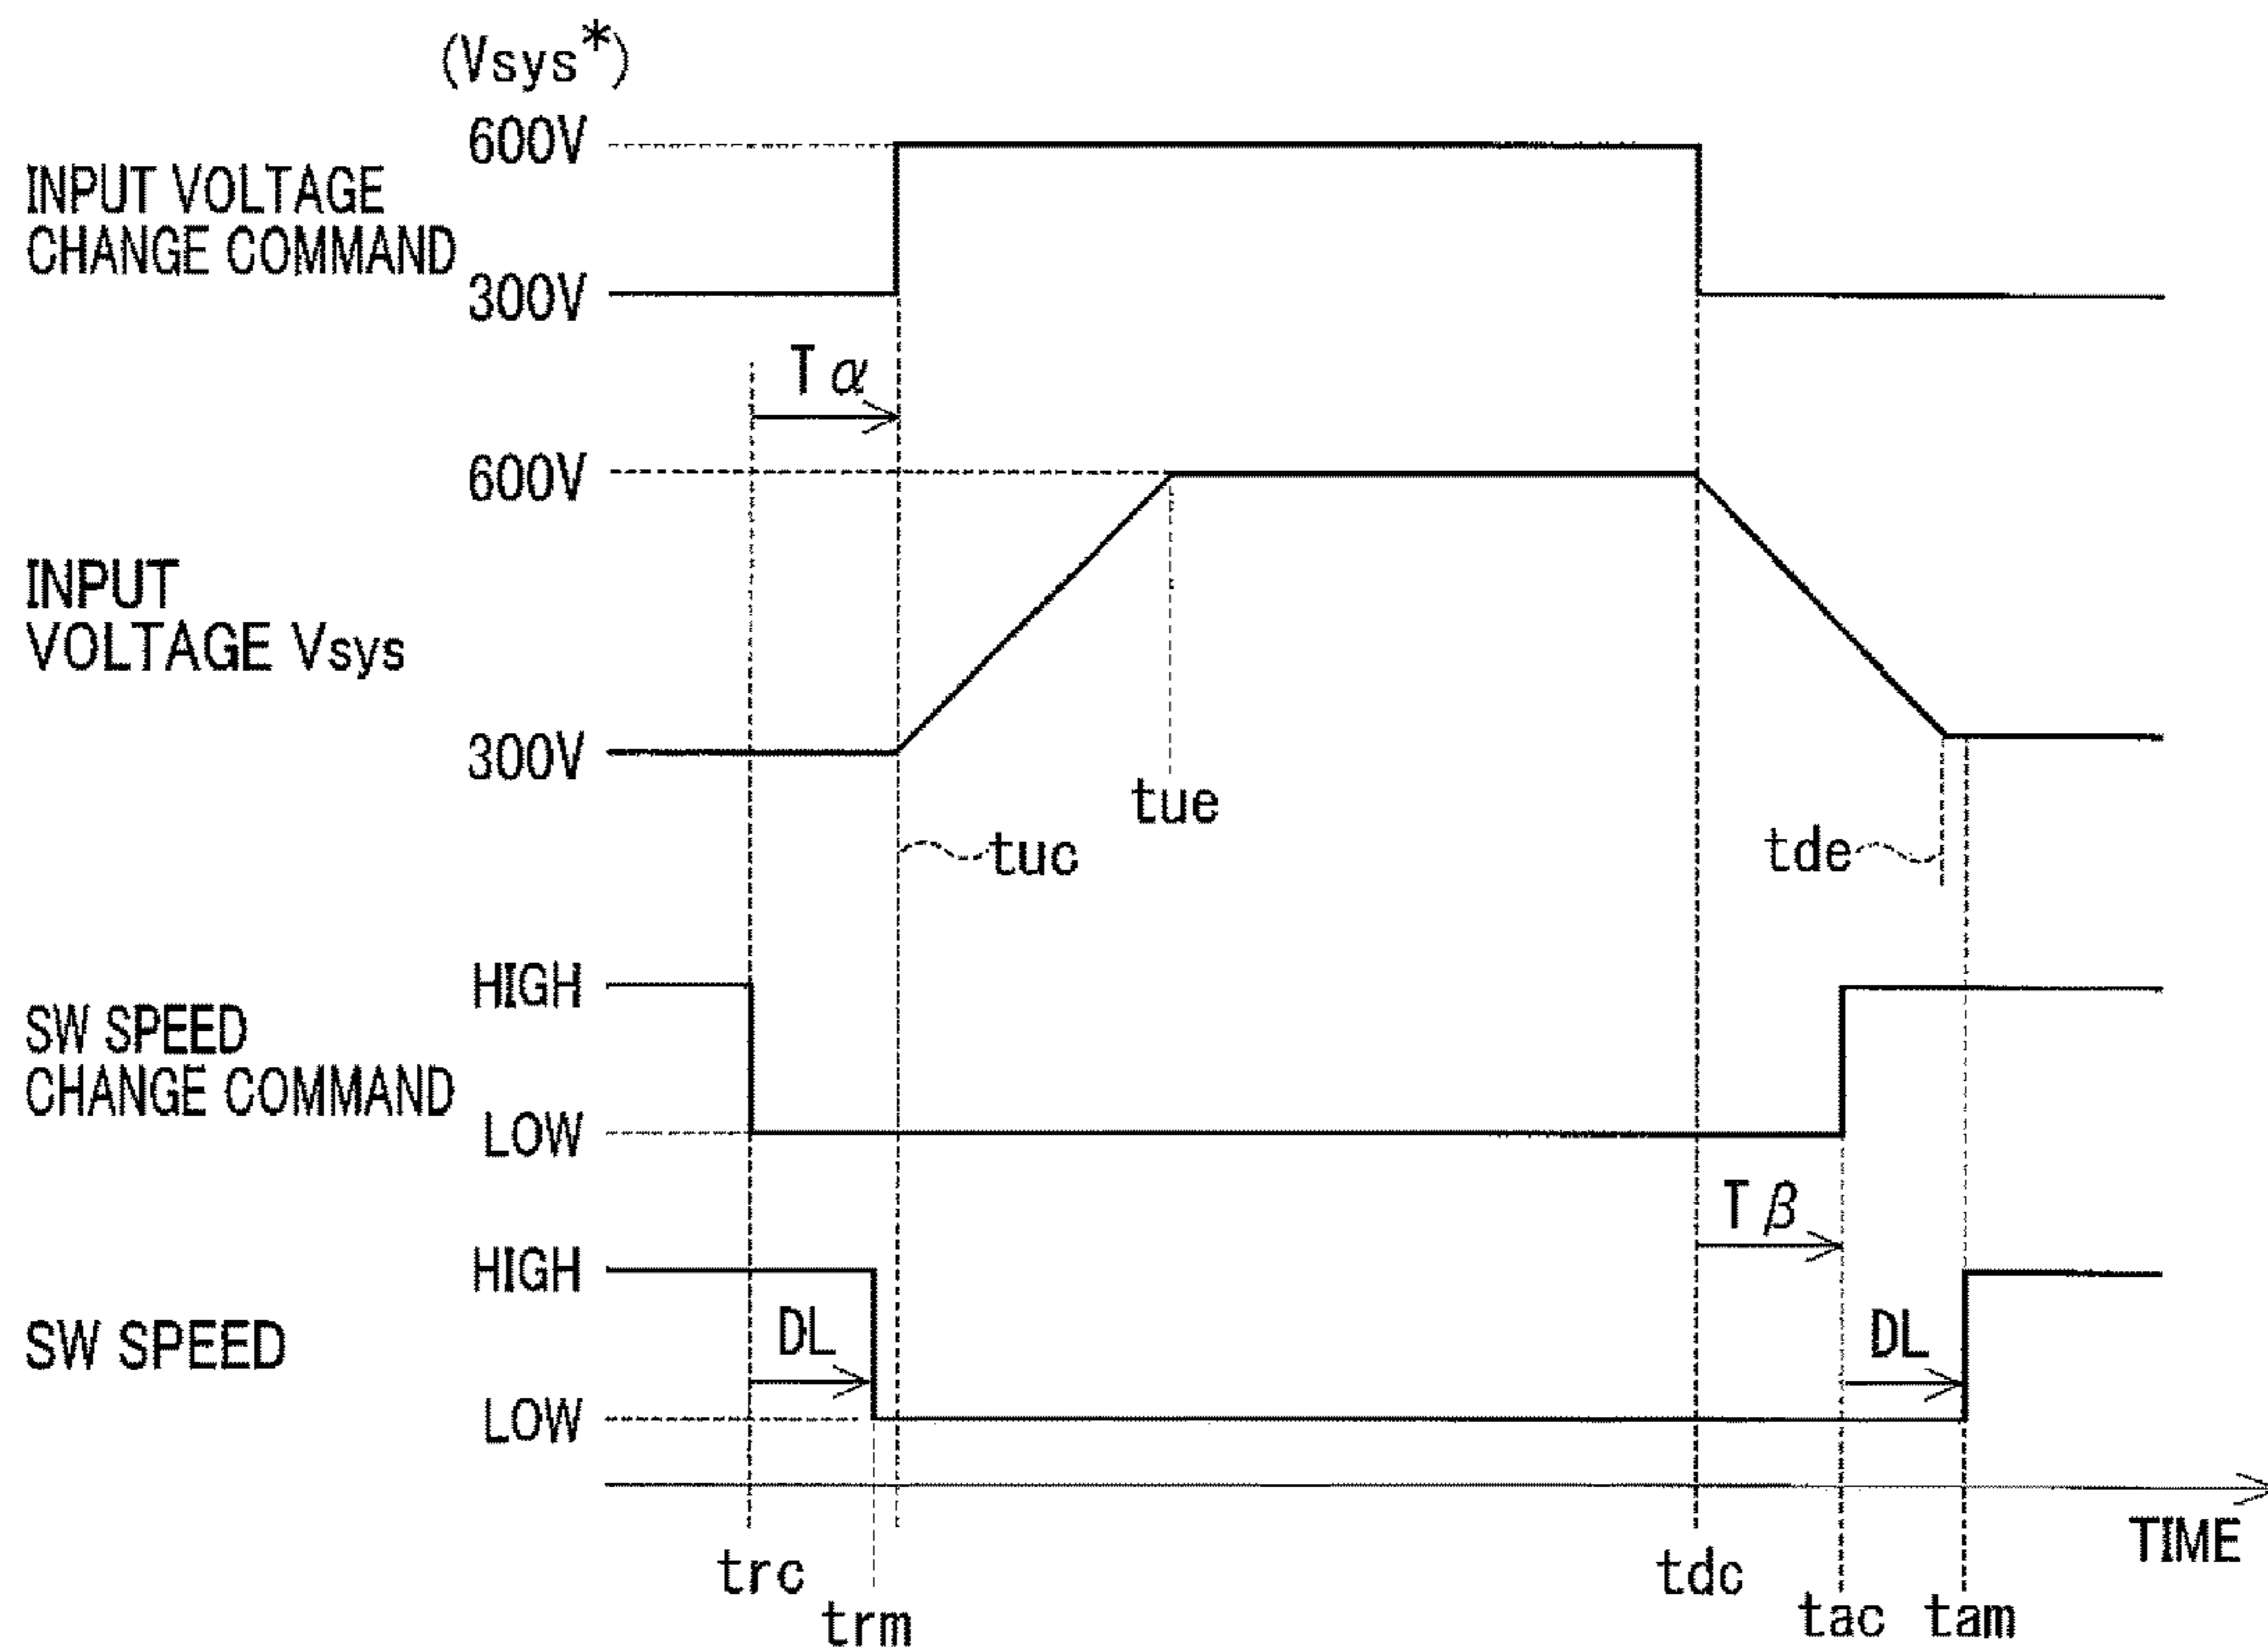 (Vsys*)
600V
INPUT VOLTAGE
CHANGE COMMAND
300V
Tα
600V
INPUT
VOLTAGE Vsys
300V
tue
tuc
tde
HIGH
SW SPEED
CHANGE COMMAND
LOW
Tβ
HIGH
DL
DL
SW SPEED
LOW
TIME
trc
tdc
trm
tac
tam